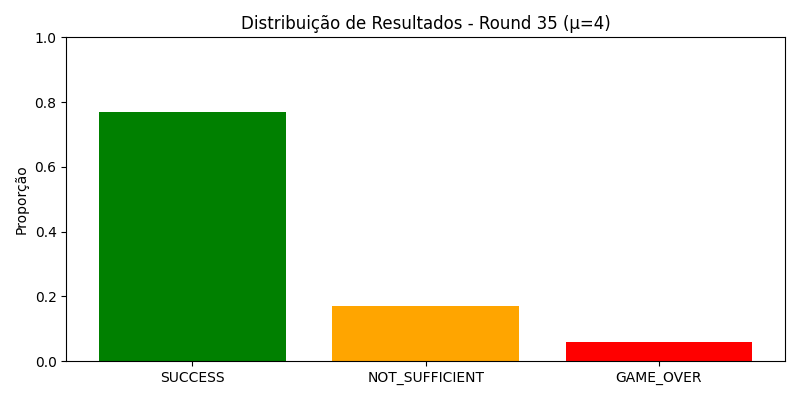 Distribuição de Resultados - Round 35 (μ=4)
Proporção
1.0
0.8
0.6
0.4
0.2
0.0
SUCCESS
NOT_SUFFICIENT
GAME_OVER